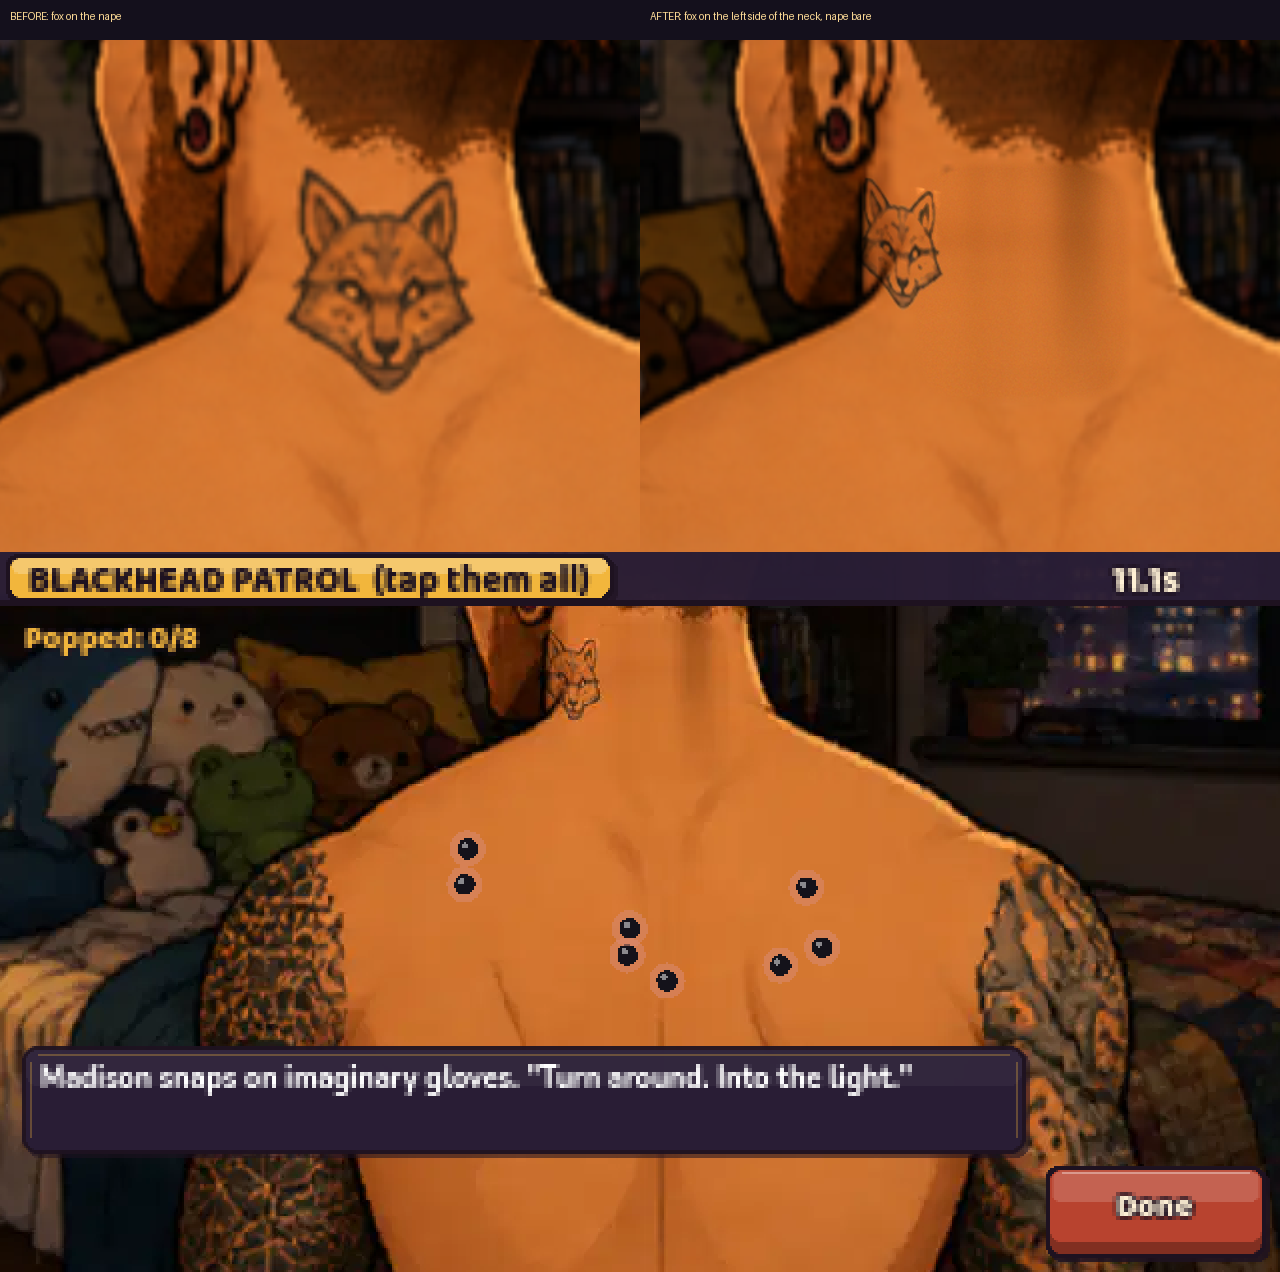 BEFORE: fox on the nape
AFTER: fox on the left side of the neck, nape bare
BLACKHEAD PATROL (tap them all)
11.1s
Popped: 0/8
Madison snaps on imaginary gloves. "Turn around. Into the light."
Done